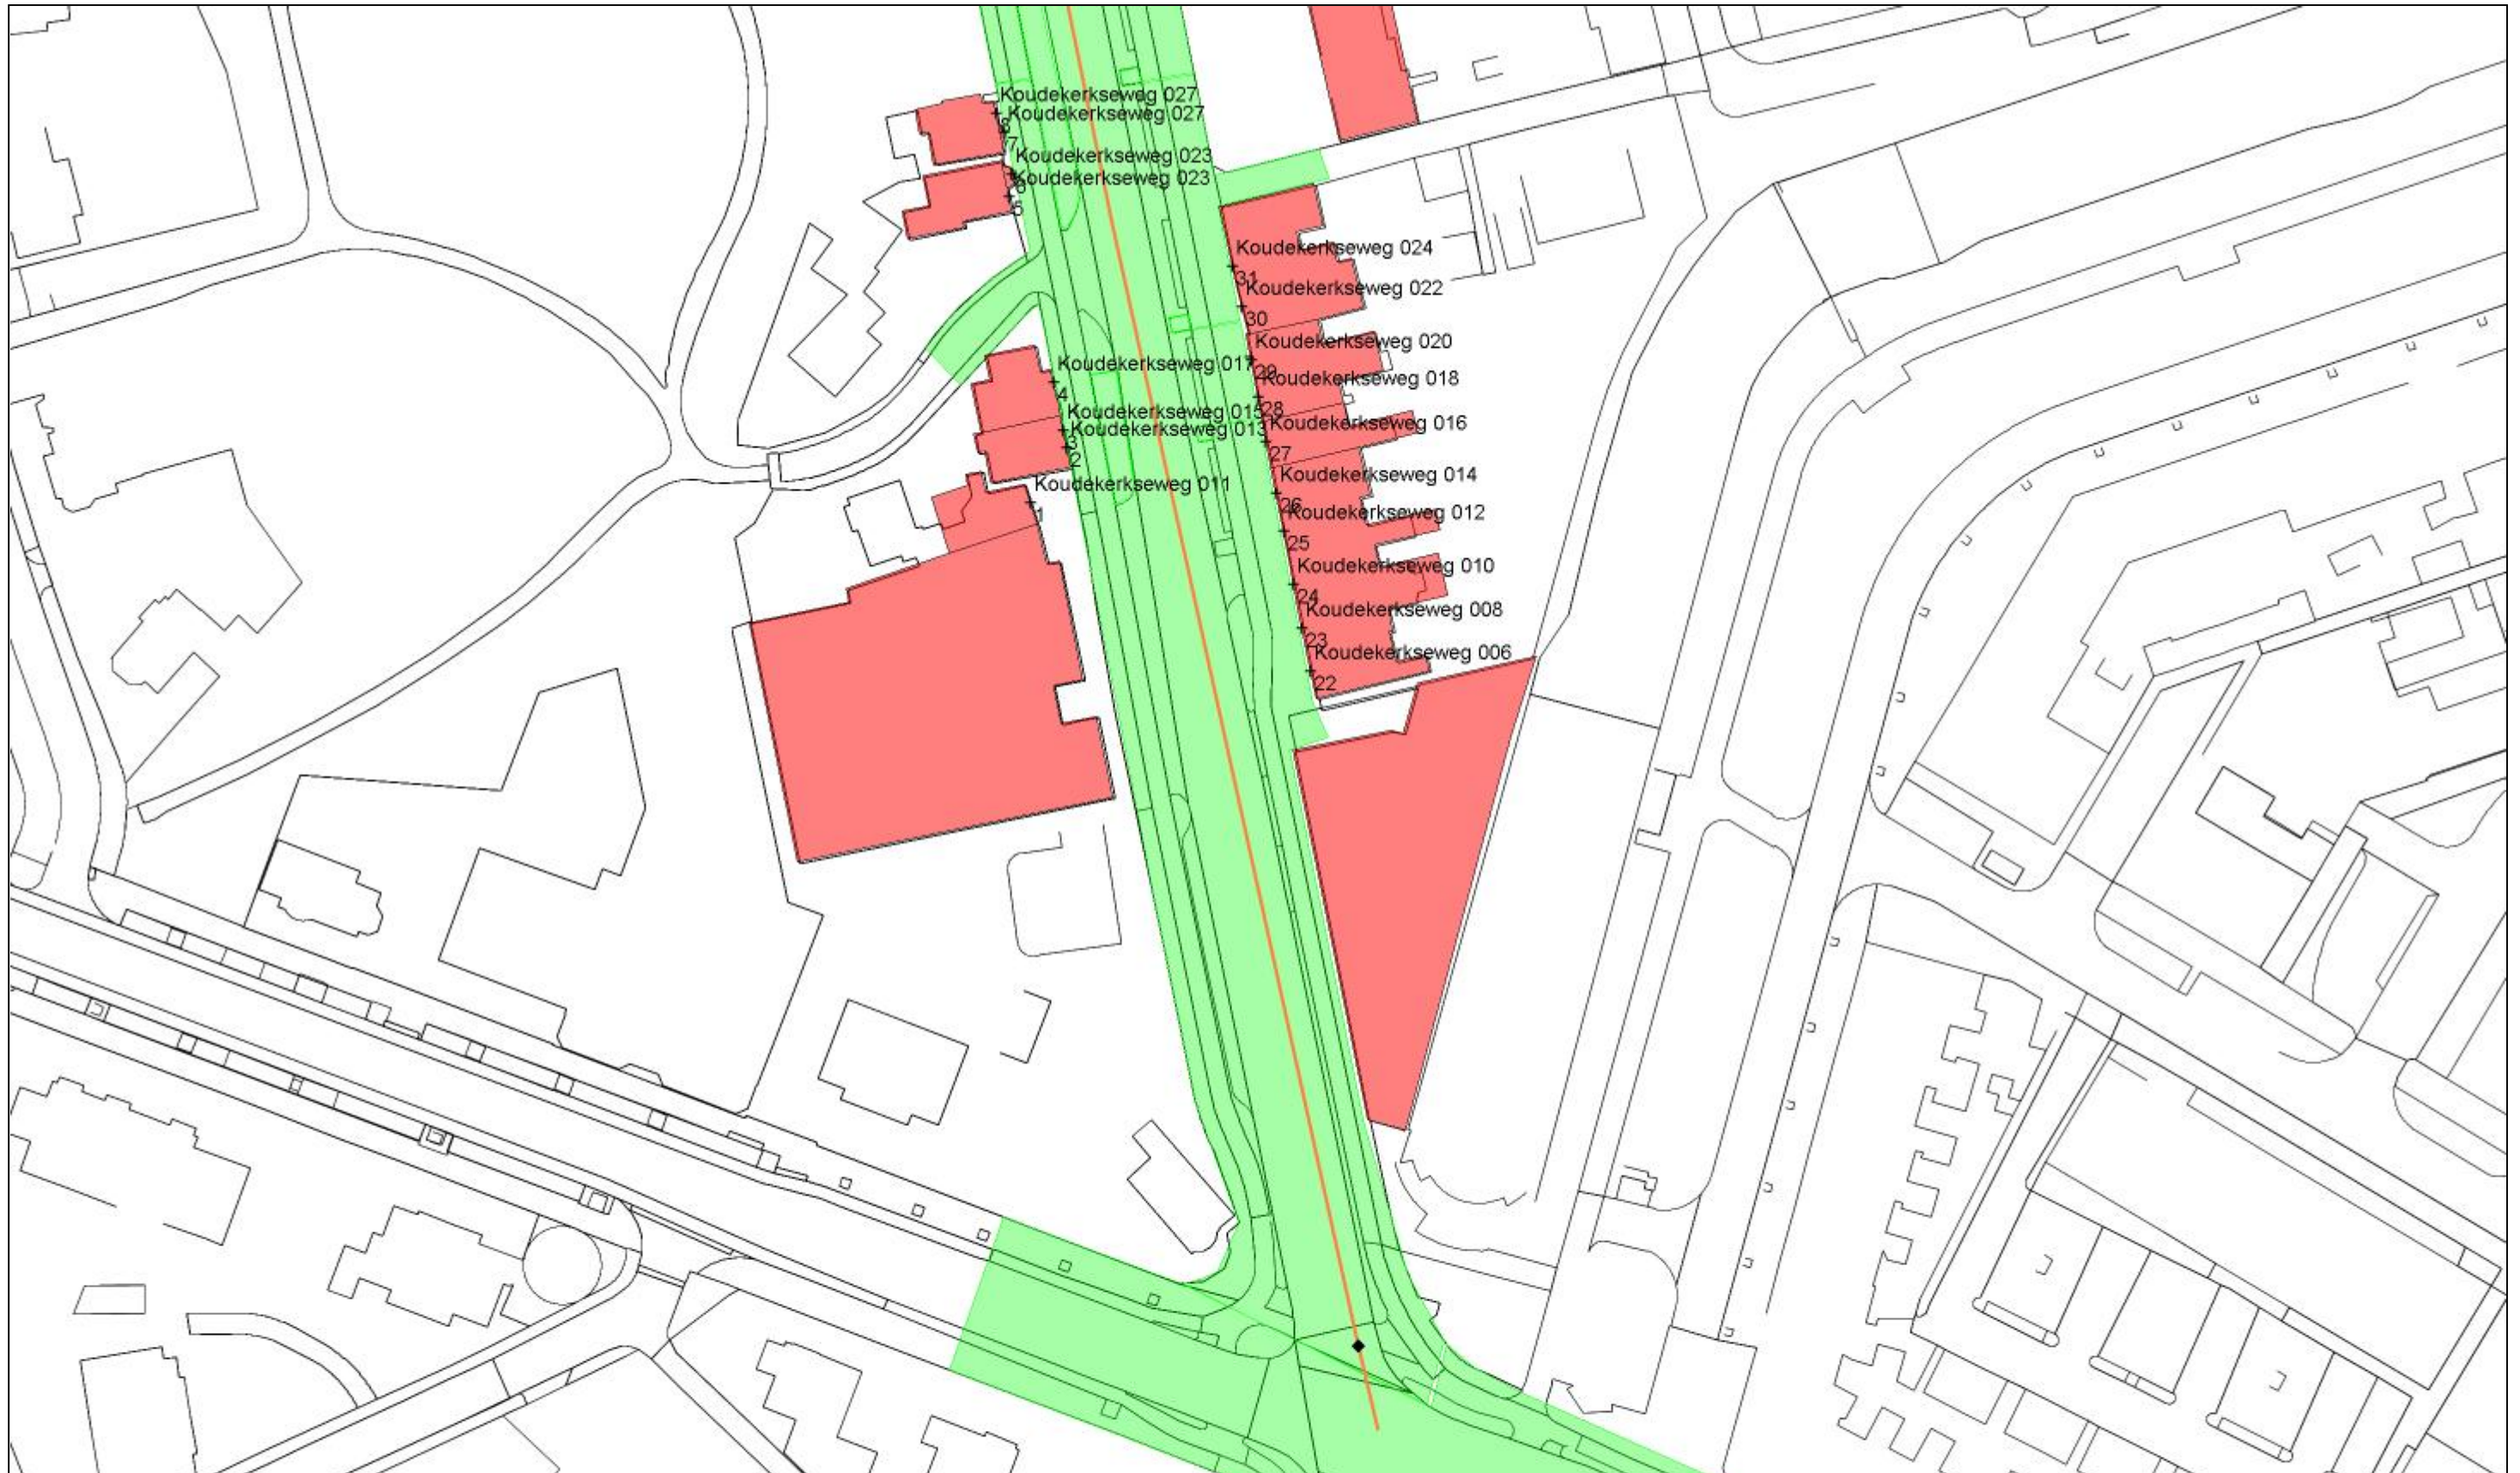 Koudekerkseweg 027
8
Koudekerkseweg 027
7
Koudekerkseweg 023
6
Koudekerkseweg 023
5
Koudekerkseweg 017
4
Koudekerkseweg 015
3
Koudekerkseweg 013
2
Koudekerkseweg 011
1
Koudekerkseweg 024
31
Koudekerkseweg 022
30
Koudekerkseweg 020
29
Koudekerkseweg 018
28
Koudekerkseweg 016
27
Koudekerkseweg 014
26
Koudekerkseweg 012
25
Koudekerkseweg 010
24
Koudekerkseweg 008
23
Koudekerkseweg 006
22